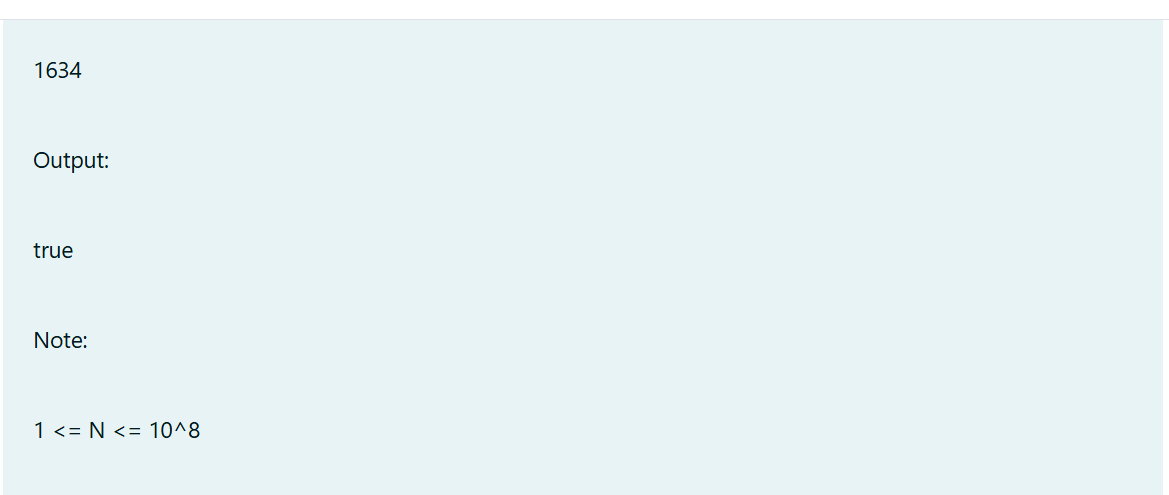 1634
Output:
true
Note:
1 <= N <= 10^8